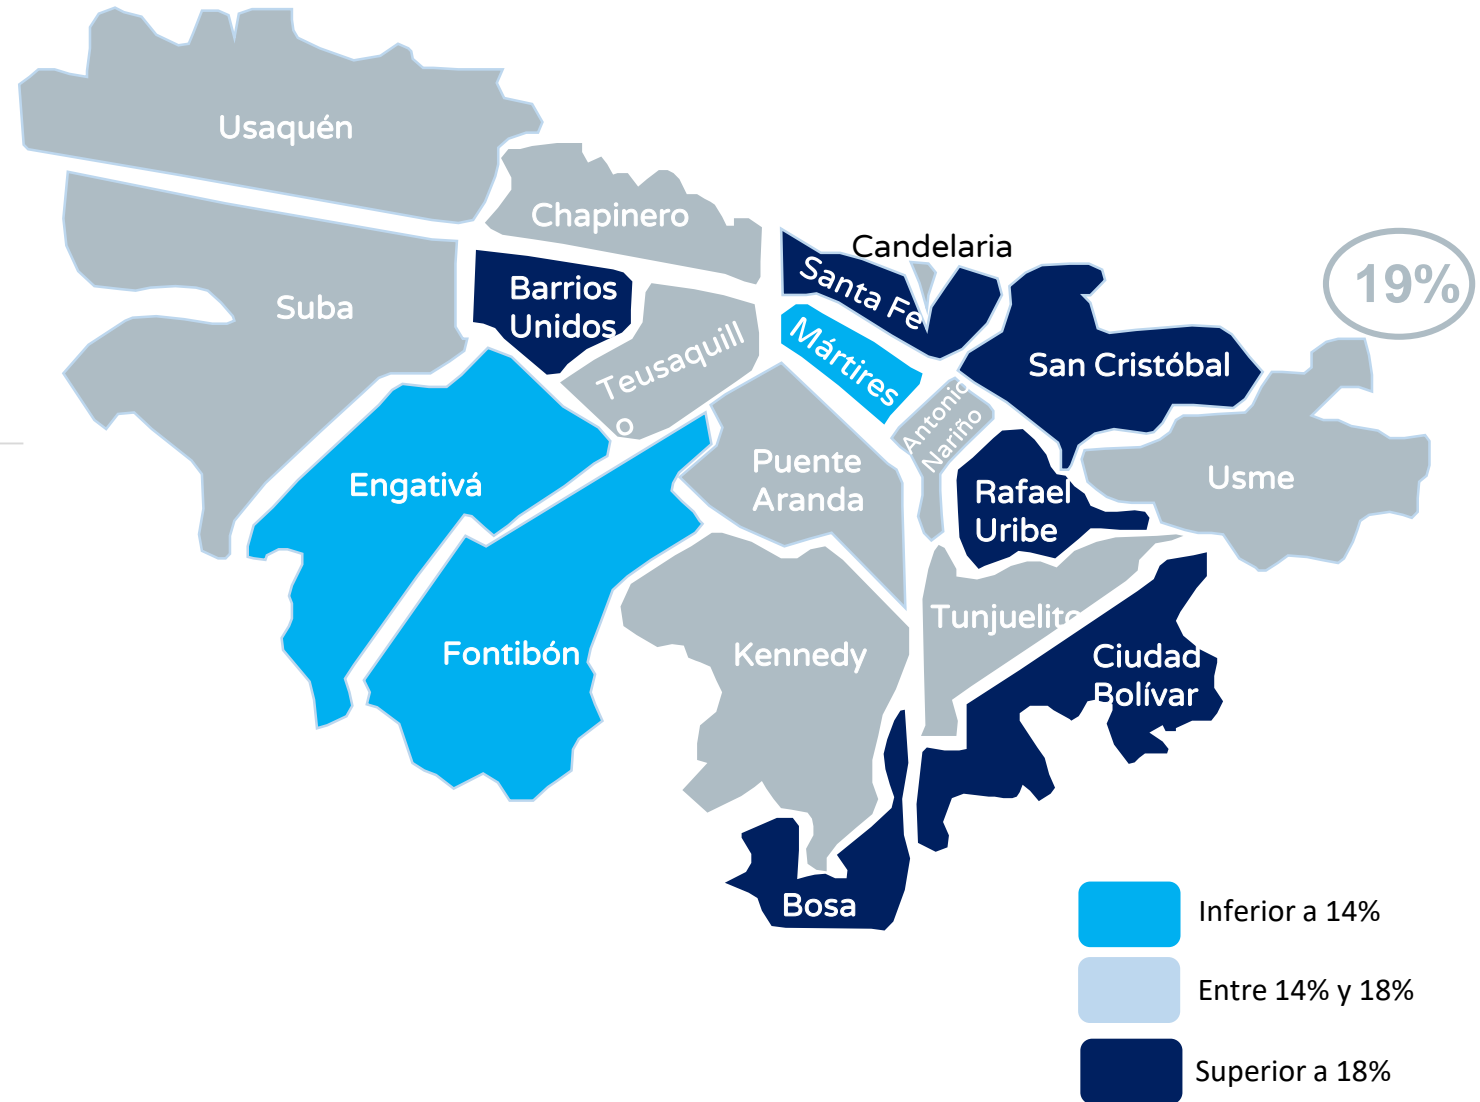 Usaquén
Chapinero
Candelaria
19%
Suba
Barrios
Unidos
Santa Fe
Teusaquill
o
Mártires
San Cristóbal
Antonio
Nariño
Engativá
Puente
Aranda
Rafael
Uribe
Usme
Fontibón
Kennedy
Tunjuelito
Ciudad
Bolívar
Bosa
Inferior a 14%
Entre 14% y 18%
Superior a 18%